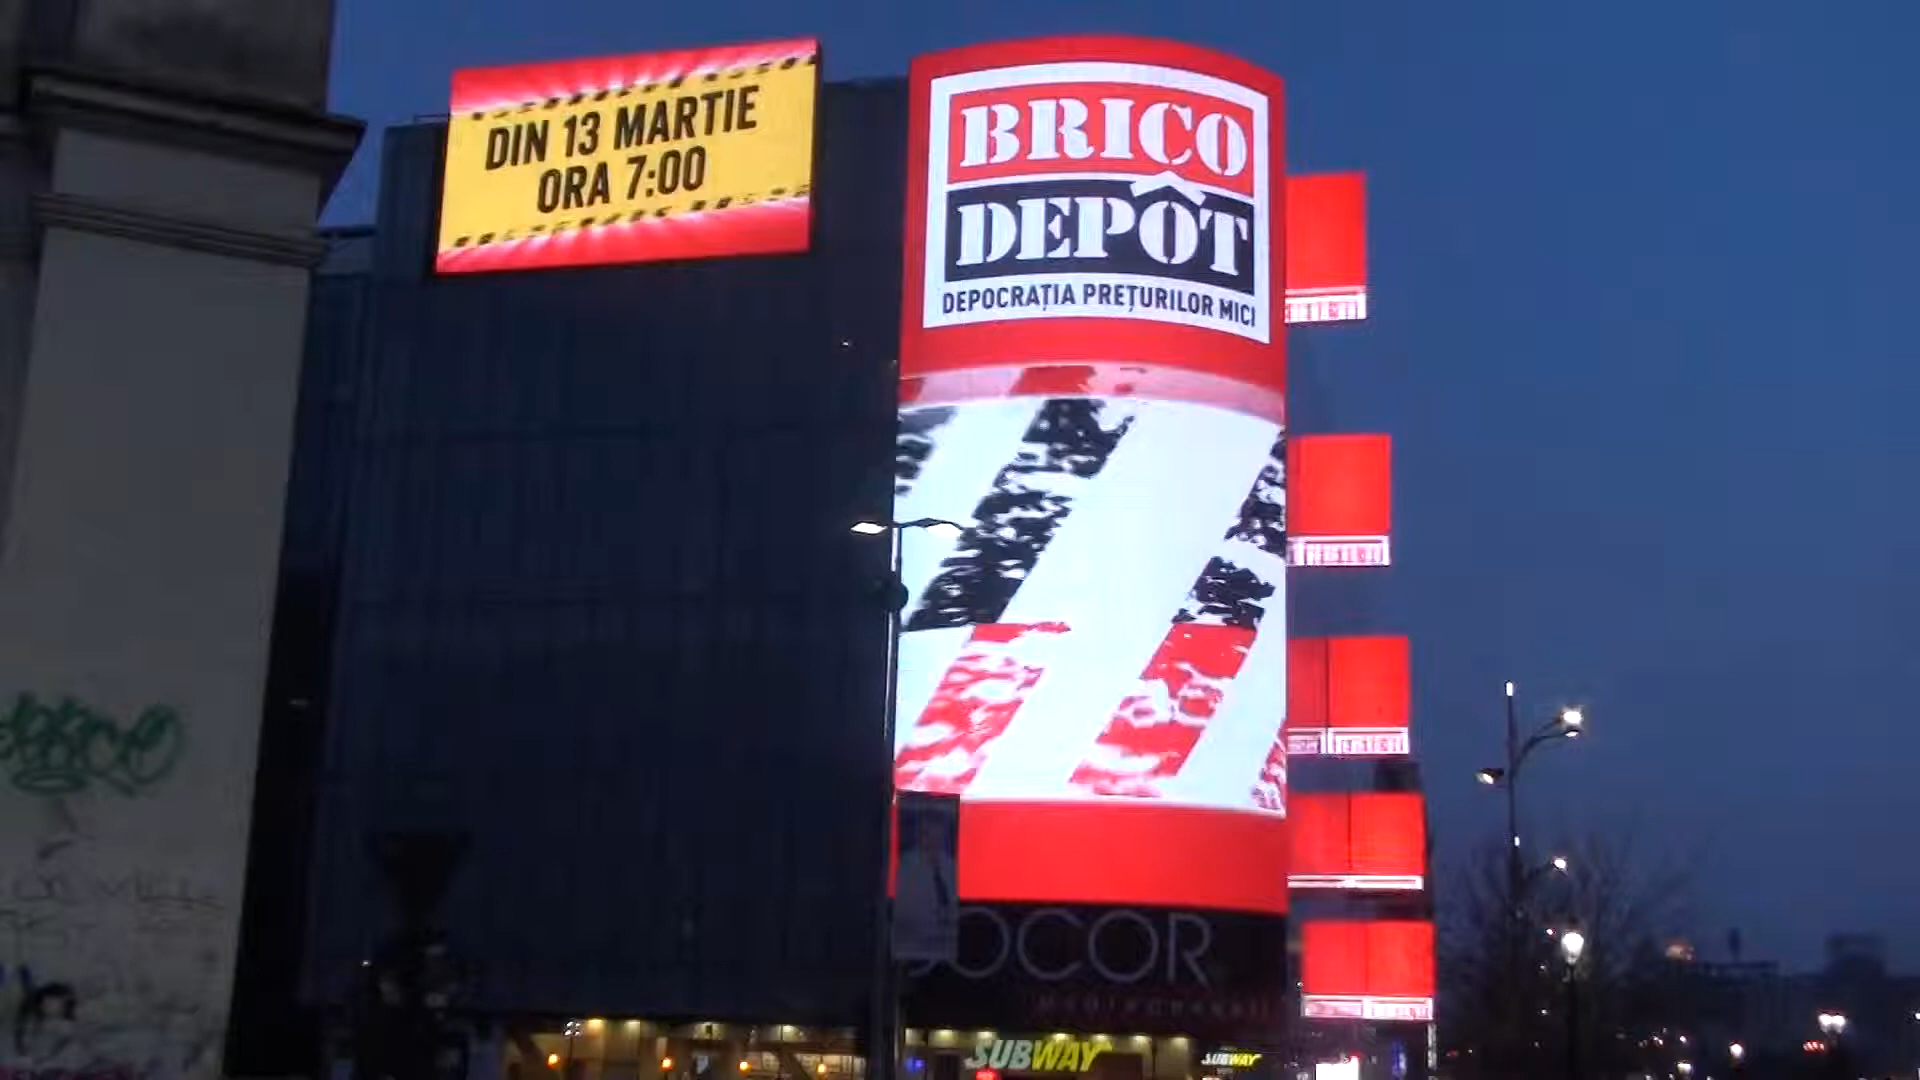 DIN 13 MARTIE
ORA 7:00
BRICO
DEPÔT
DEPOCRAȚIA PREȚURILOR MICI
OCOR
SUBWAY
SUBWAY